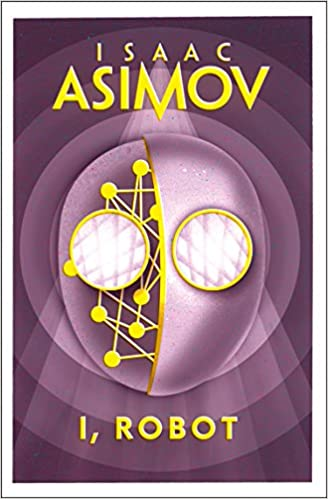 ISAAC
ASIMOV
I, ROBOT